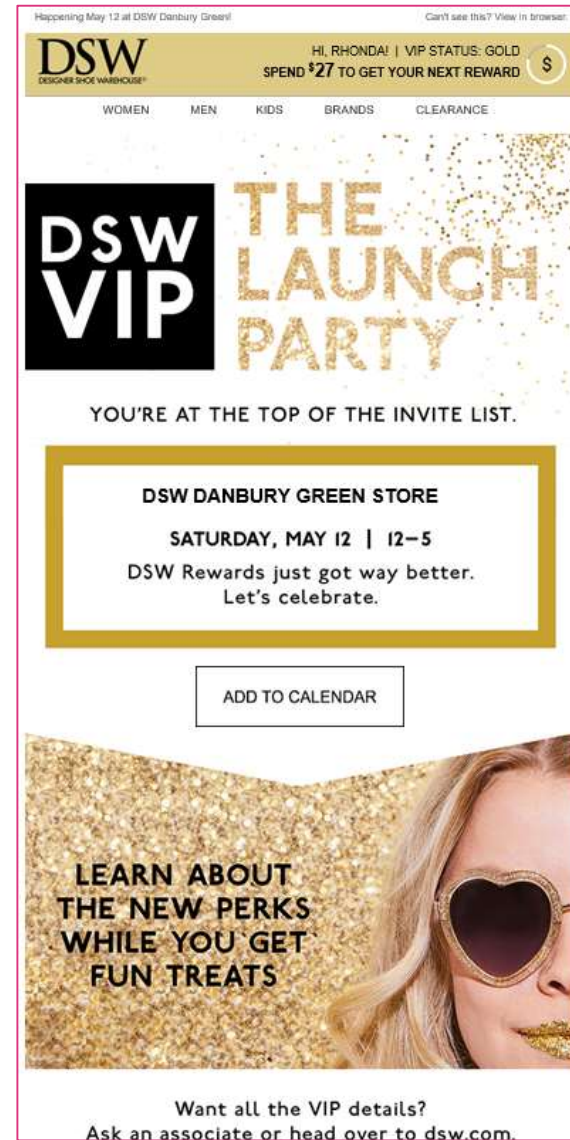 Happening May 12 at DSW Danbury Green!
Can't see this? View in browser.
DSW
DESIGNER SHOE WAREHOUSE®
HI, RHONDA! | VIP STATUS: GOLD
SPEND $27 TO GET YOUR NEXT REWARD
$
WOMEN MEN KIDS BRANDS CLEARANCE
DSW
VIP
THE
LAUNCH
PARTY
YOU'RE AT THE TOP OF THE INVITE LIST.
DSW DANBURY GREEN STORE
SATURDAY, MAY 12 | 12–5
DSW Rewards just got way better.
Let's celebrate.
ADD TO CALENDAR
LEARN ABOUT
THE NEW PERKS
WHILE YOU GET
FUN TREATS
Want all the VIP details?
Ask an associate or head over to dsw.com.